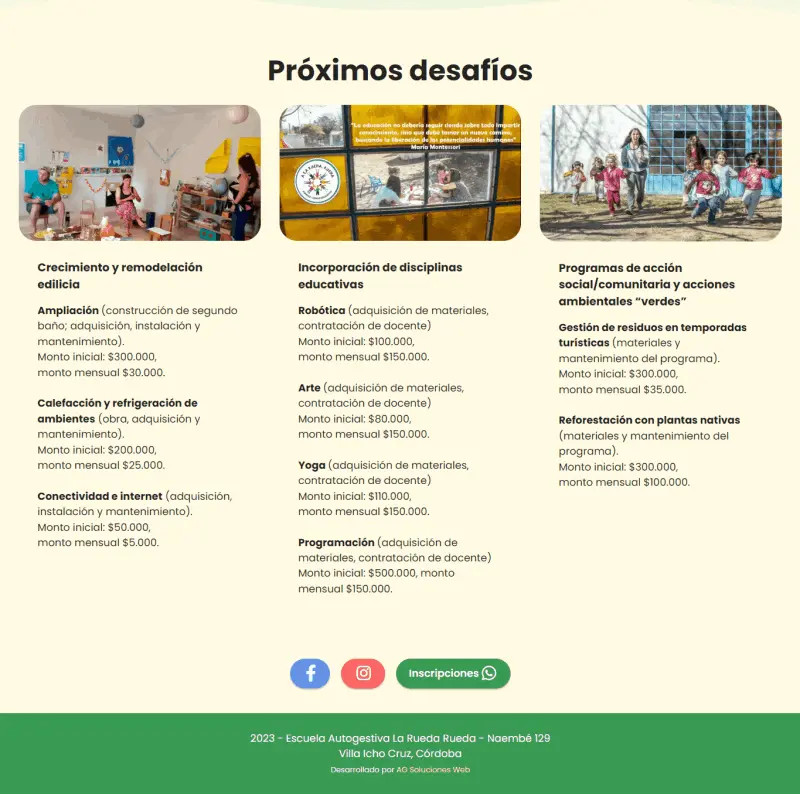 Próximos desafíos
"La educación no debería seguir siendo sobre todo impartir
conocimiento, sino que debe tomar un nuevo camino,
buscando la liberación de las potencialidades humanas"
María Montessori
A LA RUEDA, RUEDA
Crecimiento y remodelación
edilicia
Ampliación (construcción de segundo
baño; adquisición, instalación y
mantenimiento).
Monto inicial: $300.000,
monto mensual $30.000.
Calefacción y refrigeración de
ambientes (obra, adquisición y
mantenimiento).
Monto inicial: $200.000,
monto mensual $25.000.
Conectividad e internet (adquisición,
instalación y mantenimiento).
Monto inicial: $50.000,
monto mensual $5.000.
Incorporación de disciplinas
educativas
Robótica (adquisición de materiales,
contratación de docente)
Monto inicial: $100.000,
monto mensual $150.000.
Arte (adquisición de materiales,
contratación de docente)
Monto inicial: $80.000,
monto mensual $150.000.
Yoga (adquisición de materiales,
contratación de docente)
Monto inicial: $110.000,
monto mensual $150.000.
Programación (adquisición de
materiales, contratación de docente)
Monto inicial: $500.000, monto
mensual $150.000.
Programas de acción
social/comunitaria y acciones
ambientales “verdes”
Gestión de residuos en temporadas
turísticas (materiales y
mantenimiento del programa).
Monto inicial: $300.000,
monto mensual $35.000.
Reforestación con plantas nativas
(materiales y mantenimiento del
programa).
Monto inicial: $300.000,
monto mensual $100.000.
Inscripciones
2023 - Escuela Autogestiva La Rueda Rueda - Naembé 129
Villa Icho Cruz, Córdoba
Desarrollado por AO Soluciones Web